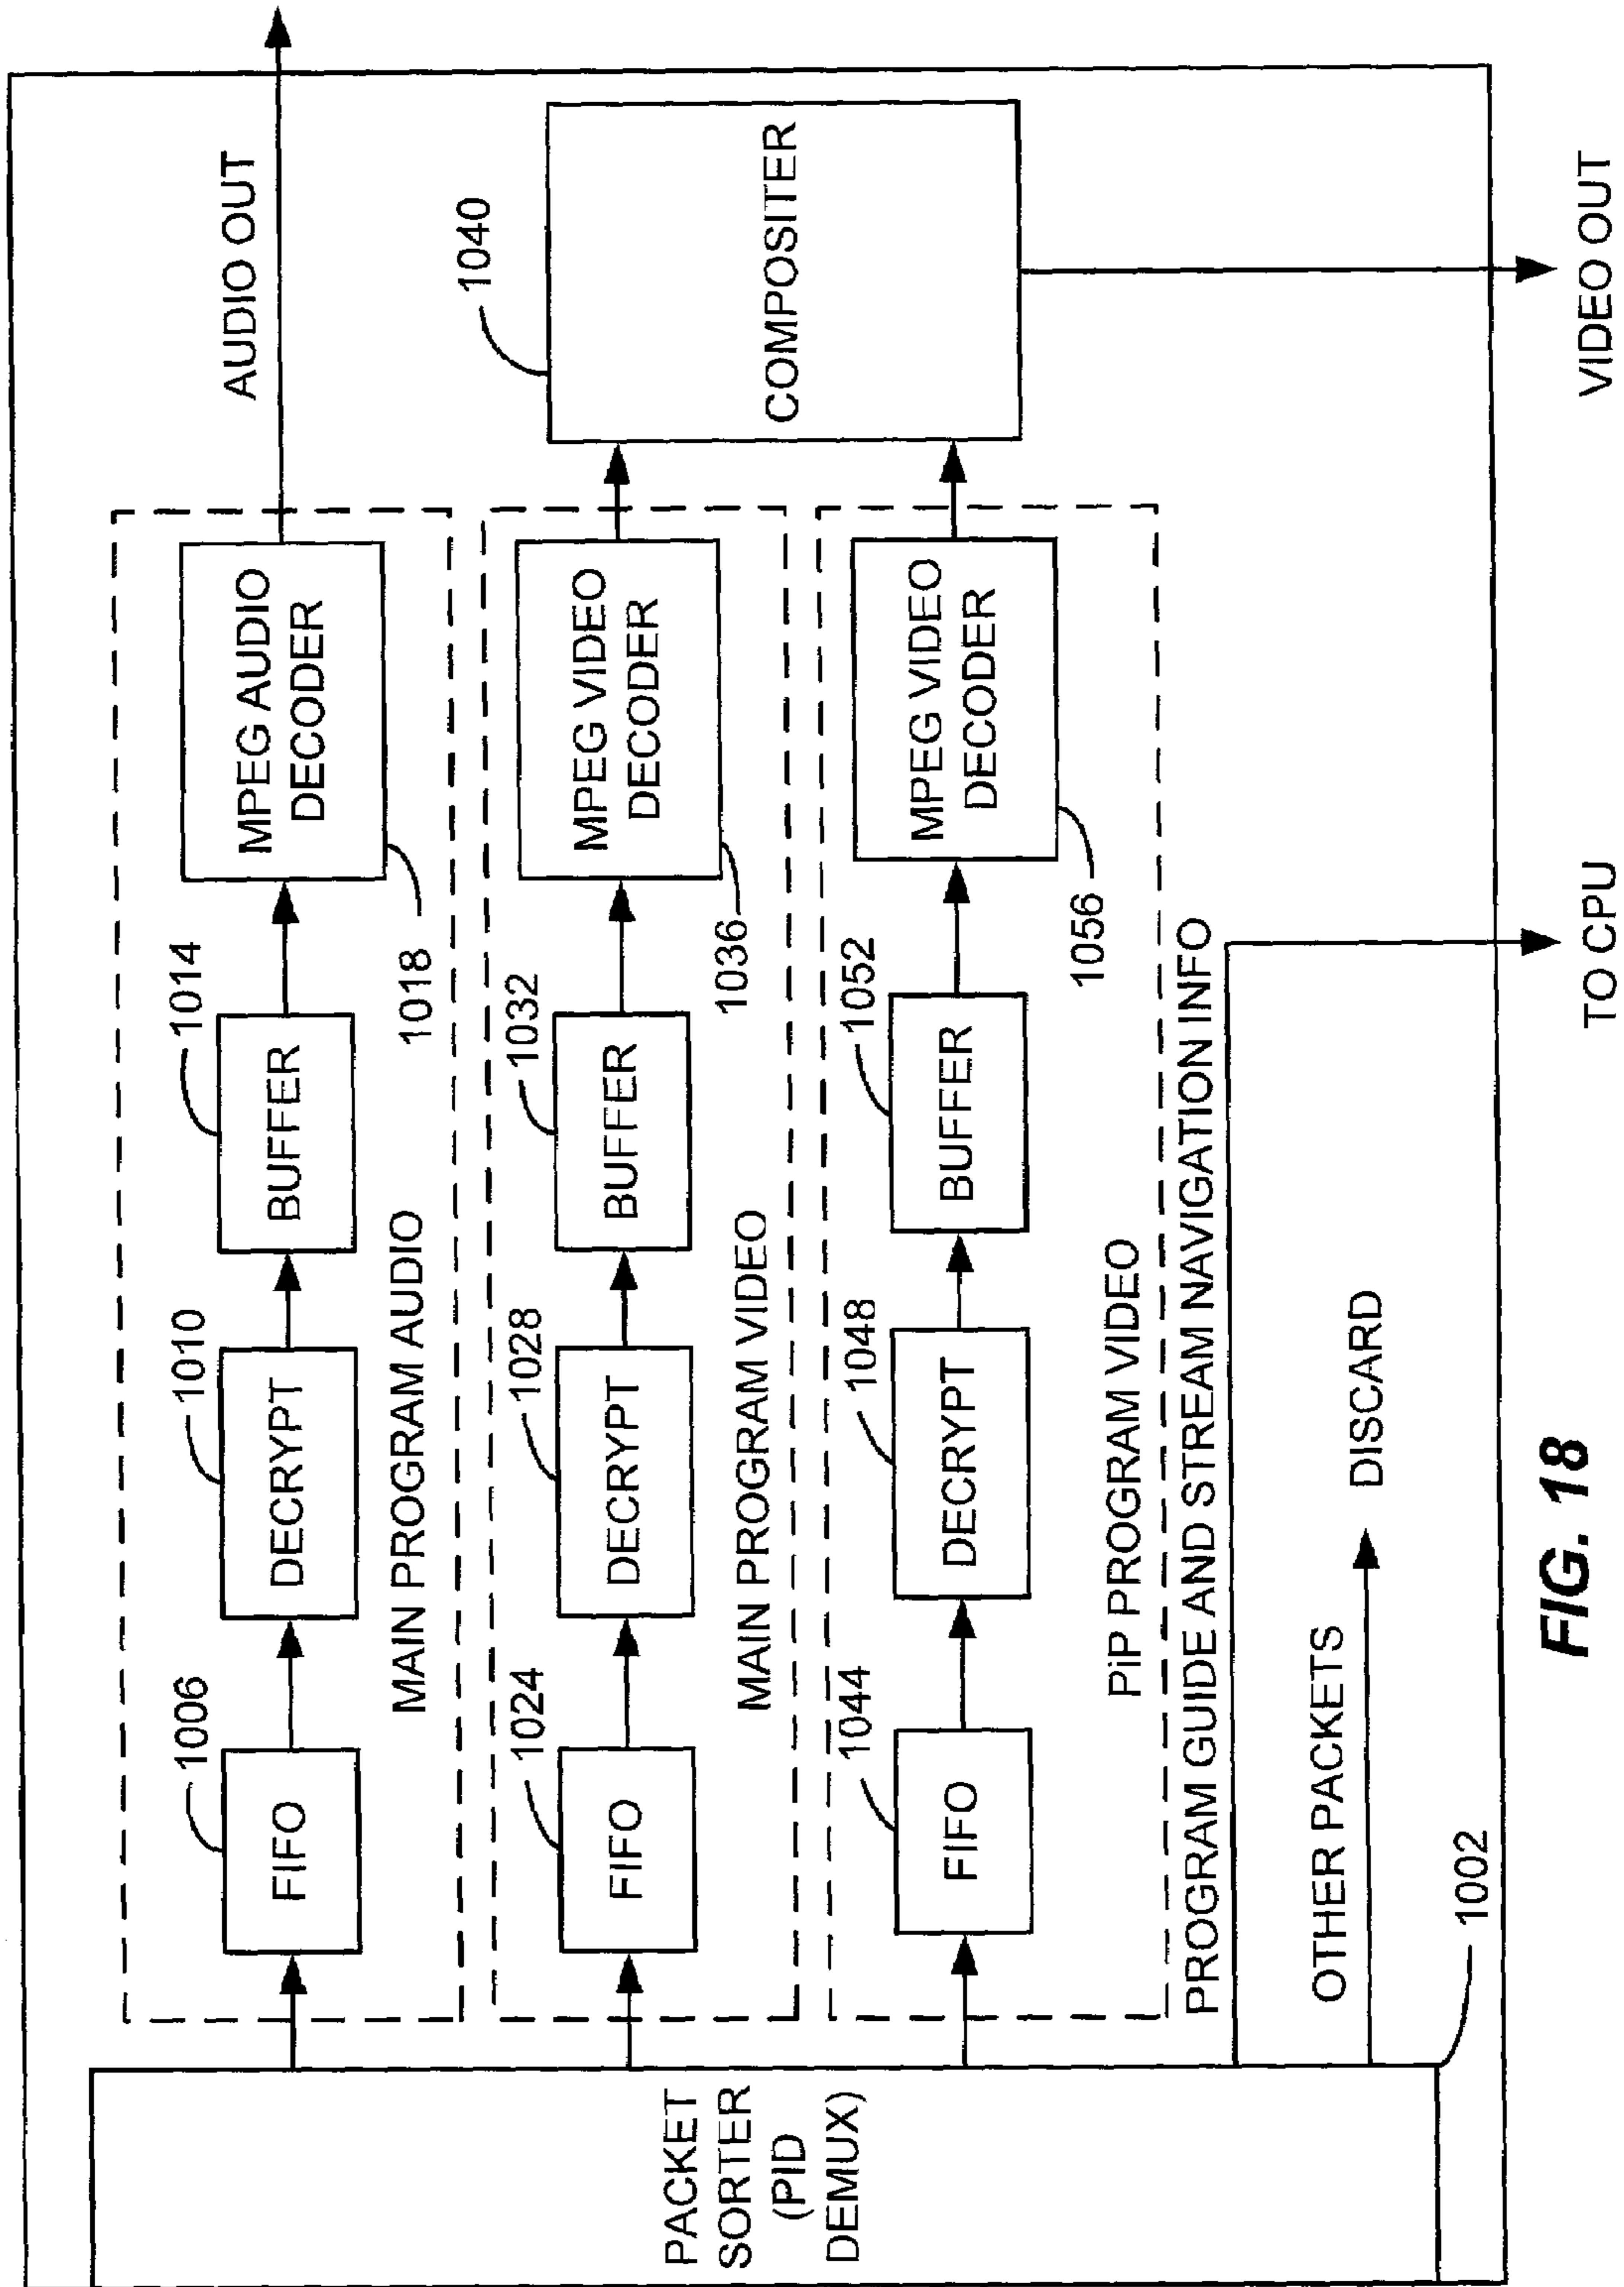 AUDIO OUT
1006
1010
1014
FIFO
DECRYPT
BUFFER
MPEG AUDIO
DECODER
1018
MAIN PROGRAM AUDIO
1040
COMPOSITER
1024
1028
1032
FIFO
DECRYPT
BUFFER
MPEG VIDEO
DECODER
1036
MAIN PROGRAM VIDEO
PACKET
SORTER
(PID
DEMUX)
1044
1048
1052
FIFO
DECRYPT
BUFFER
MPEG VIDEO
DECODER
1056
PiP PROGRAM VIDEO
PROGRAM GUIDE AND STREAM NAVIGATION INFO
OTHER PACKETS
DISCARD
1002
TO CPU
VIDEO OUT
FIG. 18